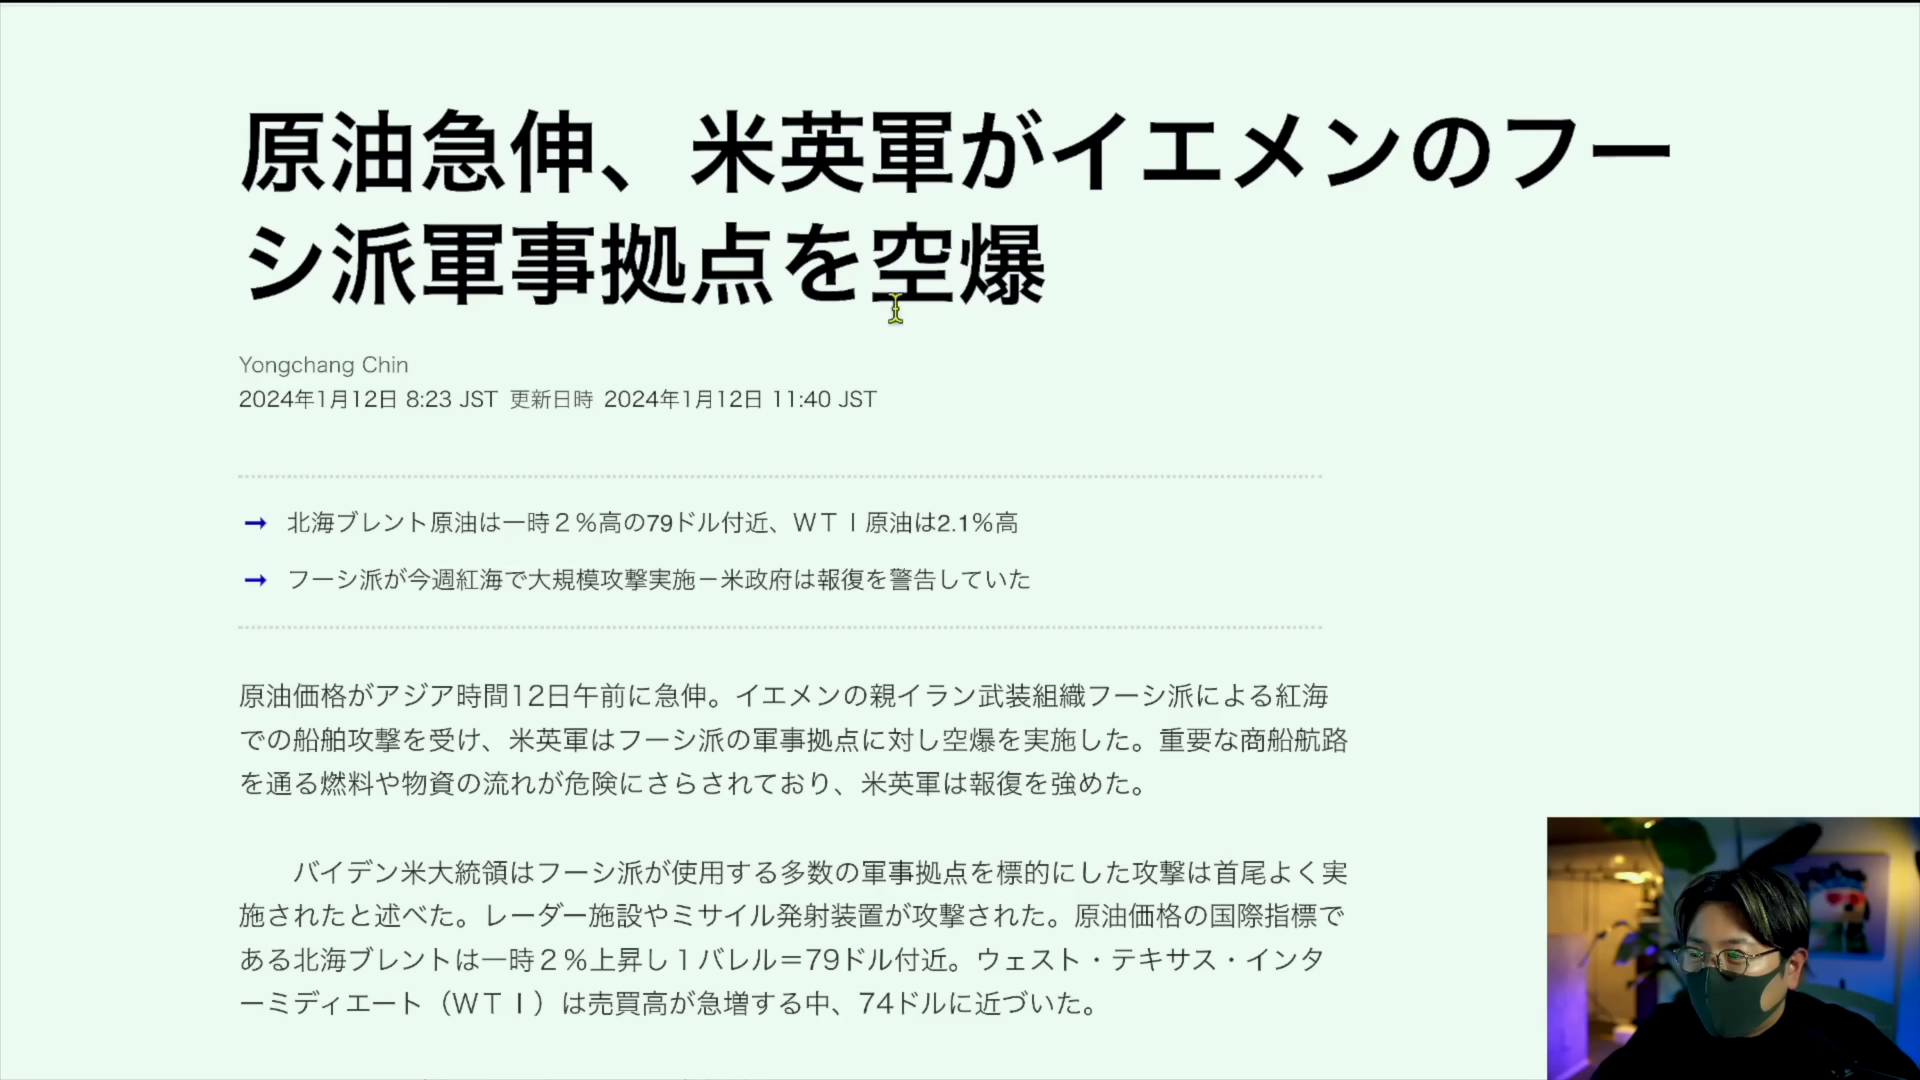 原油急伸、米英軍がイエメンのフー
シ派軍事拠点を空爆
Yongchang Chin
2024年1月12日 8:23 JST 更新日時 2024年1月12日 11:40 JST
→ 北海ブレント原油は一時２％高の79ドル付近、ＷＴＩ原油は2.1％高
→ フーシ派が今週紅海で大規模攻撃実施－米政府は報復を警告していた
原油価格がアジア時間12日午前に急伸。イエメンの親イラン武装組織フーシ派による紅海
での船舶攻撃を受け、米英軍はフーシ派の軍事拠点に対し空爆を実施した。重要な商船航路
を通る燃料や物資の流れが危険にさらされており、米英軍は報復を強めた。
バイデン米大統領はフーシ派が使用する多数の軍事拠点を標的にした攻撃は首尾よく実
施されたと述べた。レーダー施設やミサイル発射装置が攻撃された。原油価格の国際指標で
ある北海ブレントは一時２％上昇し１バレル＝79ドル付近。ウェスト・テキサス・インタ
ーミディエート（ＷＴＩ）は売買高が急増する中、74ドルに近づいた。